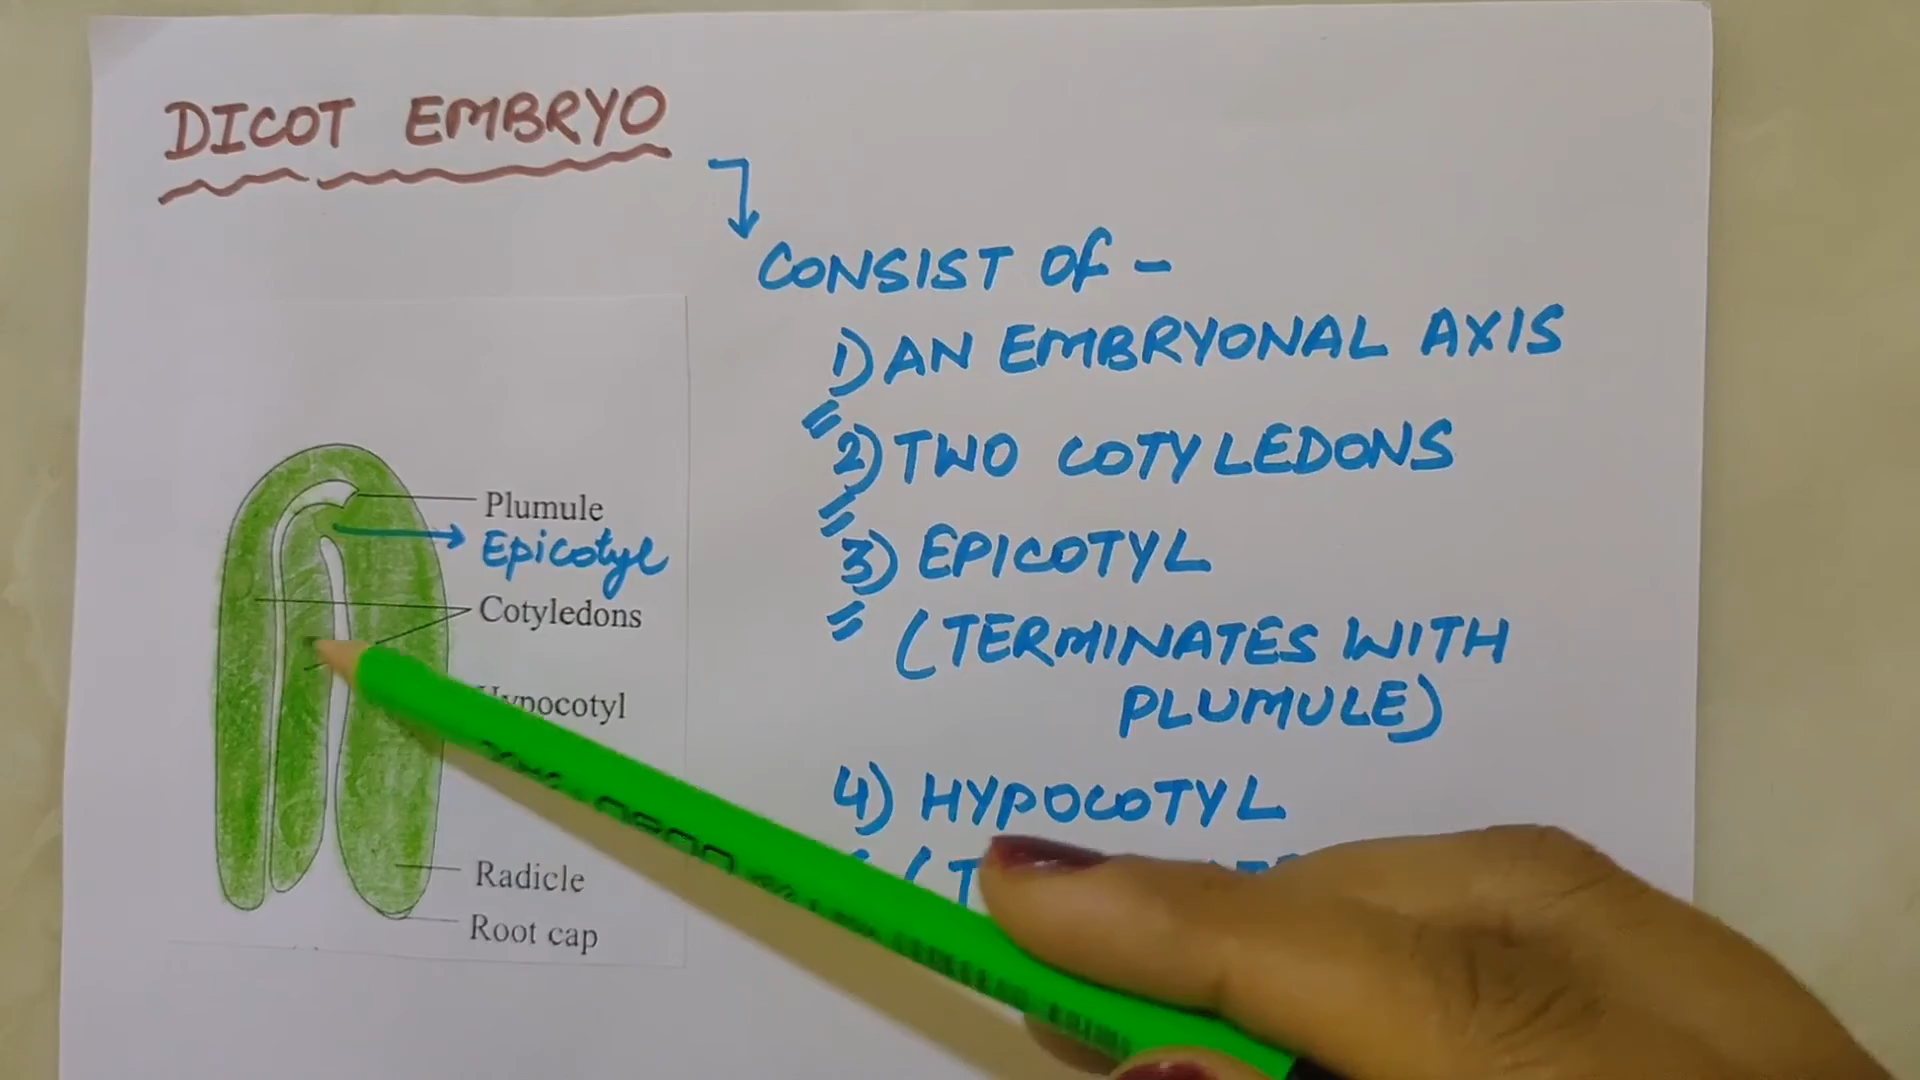 DICOT EMBRYO
CONSIST Of -
1) AN EMBRYONAL AXIS
2) TWO COTYLEDONS
3) EPICOTYL
(TERMINATES WITH
PLUMULE)
4) HYPOCOTYL
Plumule
Epicotyl
Cotyledons
Hypocotyl
Radicle
Root cap